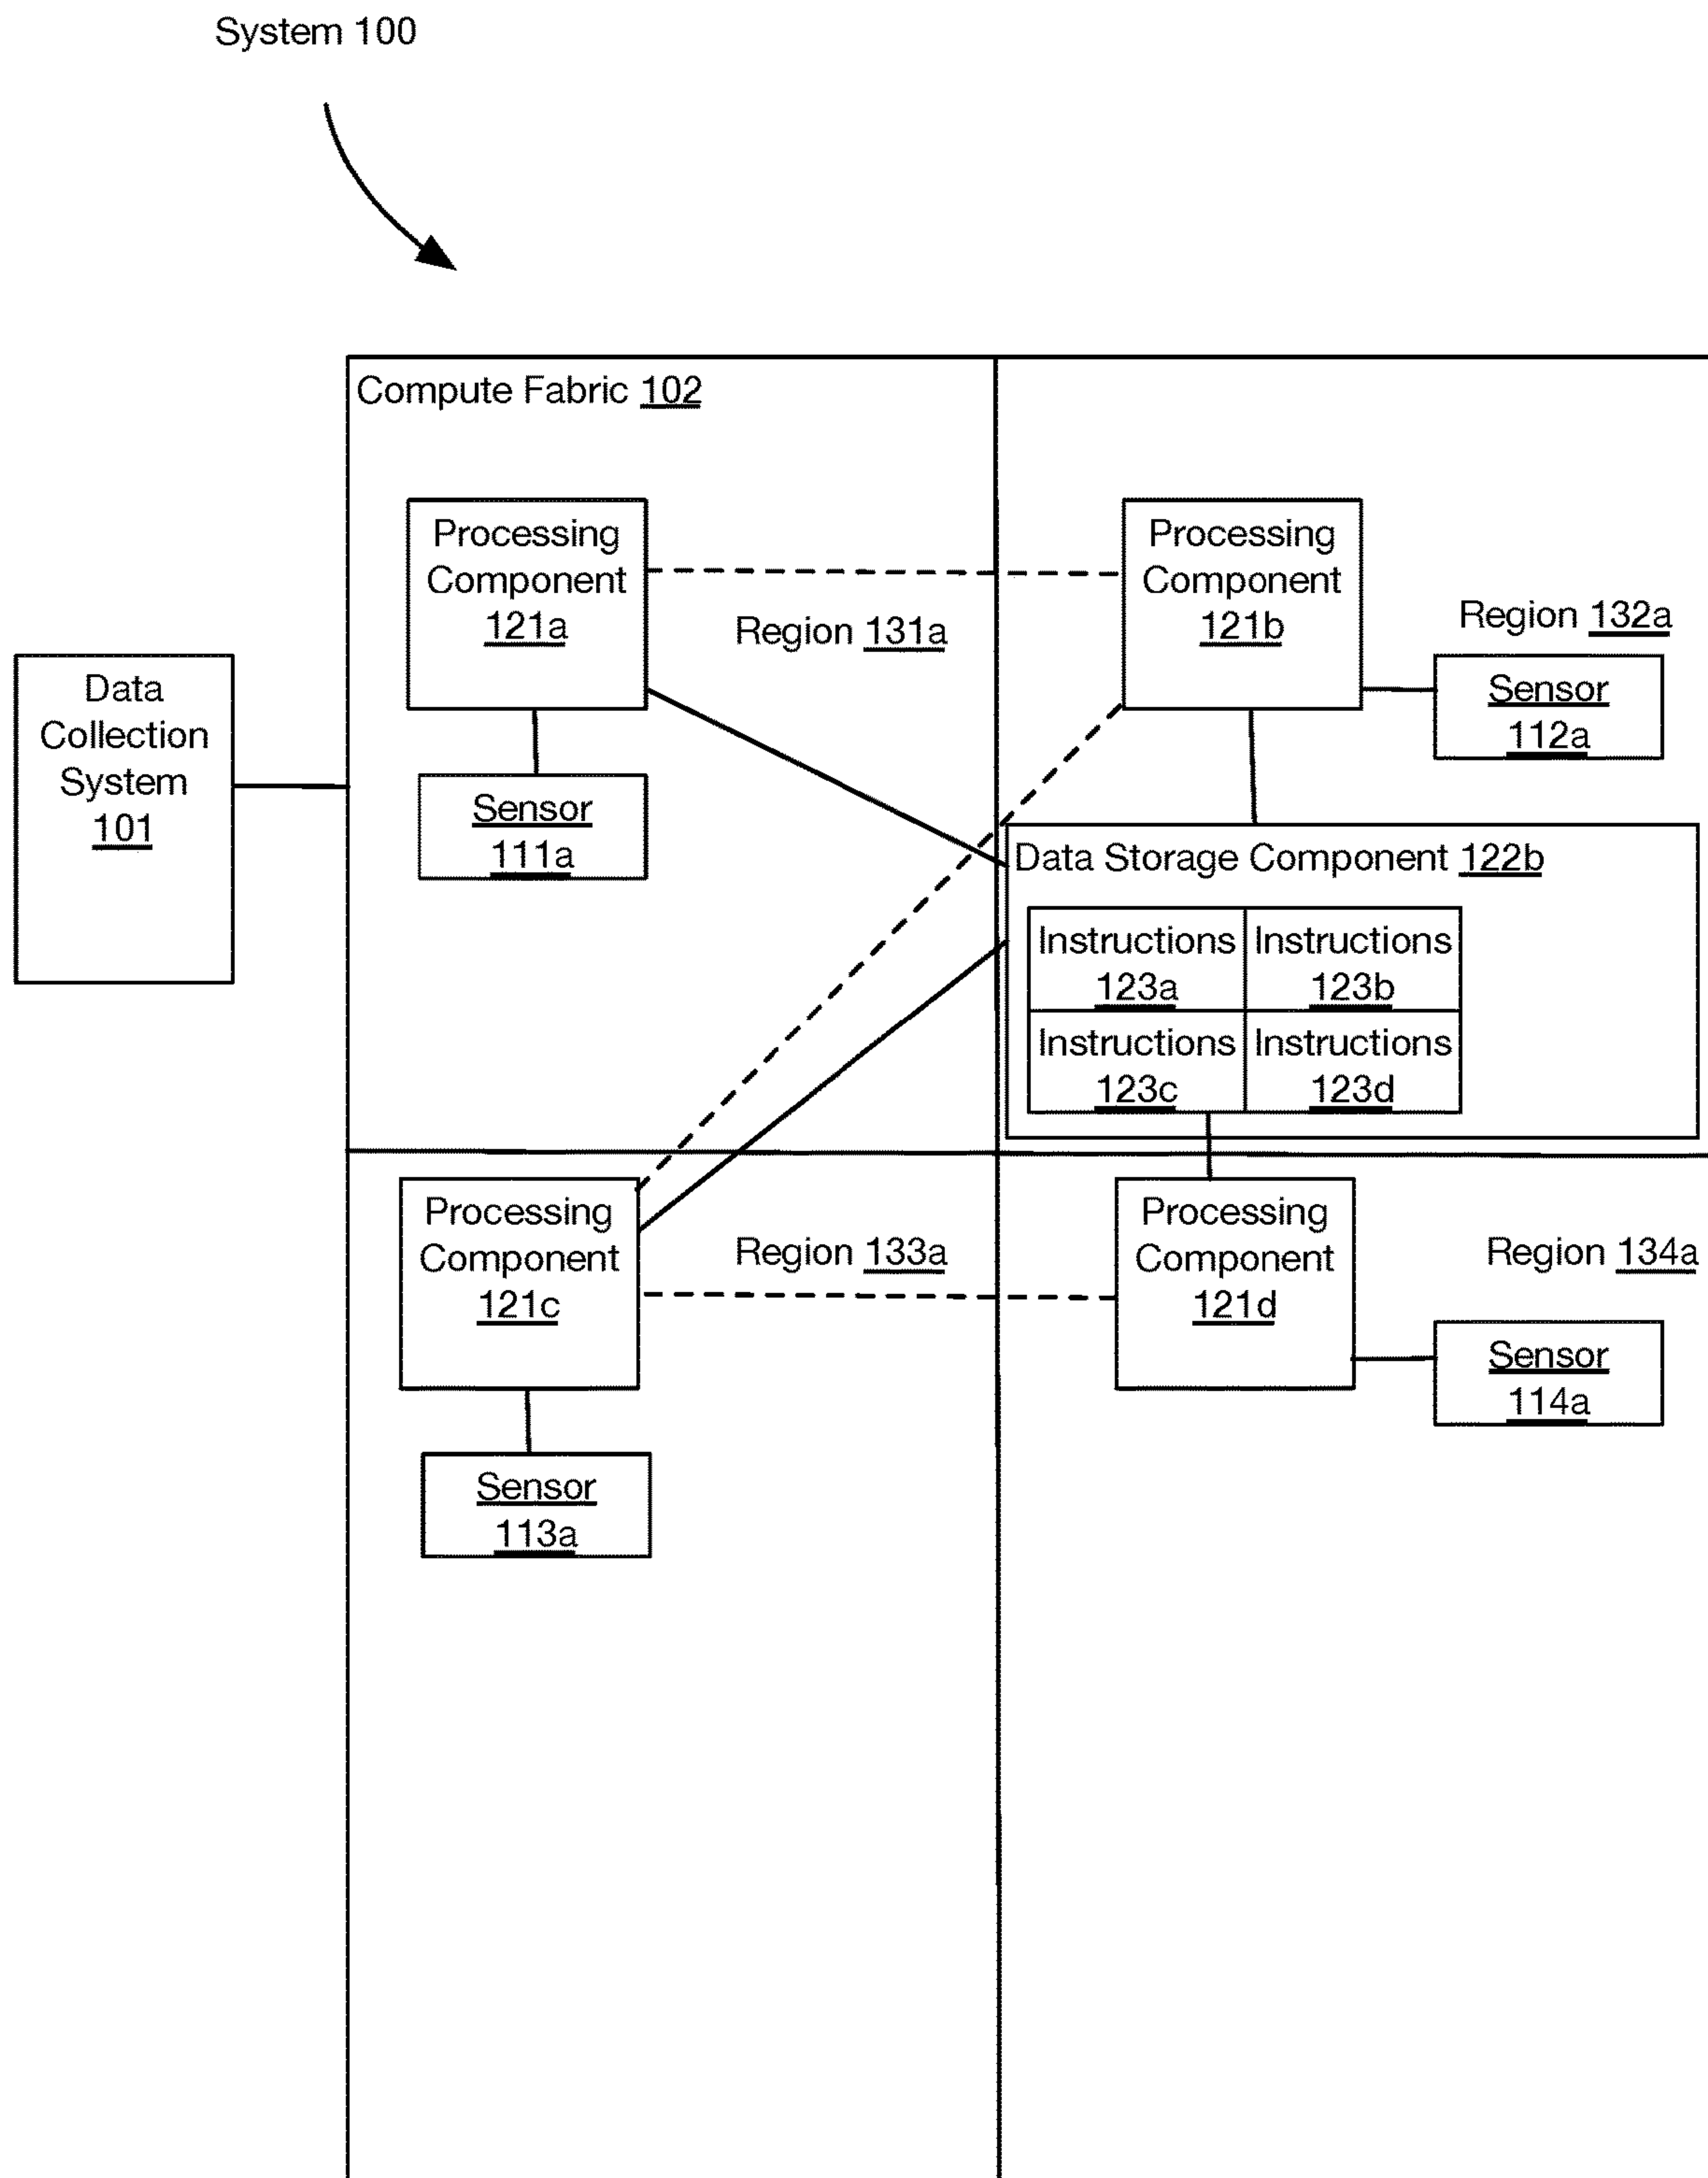 System 100
Compute Fabric 102
Processing
Component
121a
Region 131a
Processing
Component
121b
Region 132a
Data
Collection
System
101
Sensor
111a
Sensor
112a
Data Storage Component 122b
Instructions
123a
Instructions
123b
Instructions
123c
Instructions
123d
Processing
Component
121c
Region 133a
Processing
Component
121d
Region 134a
Sensor
113a
Sensor
114a